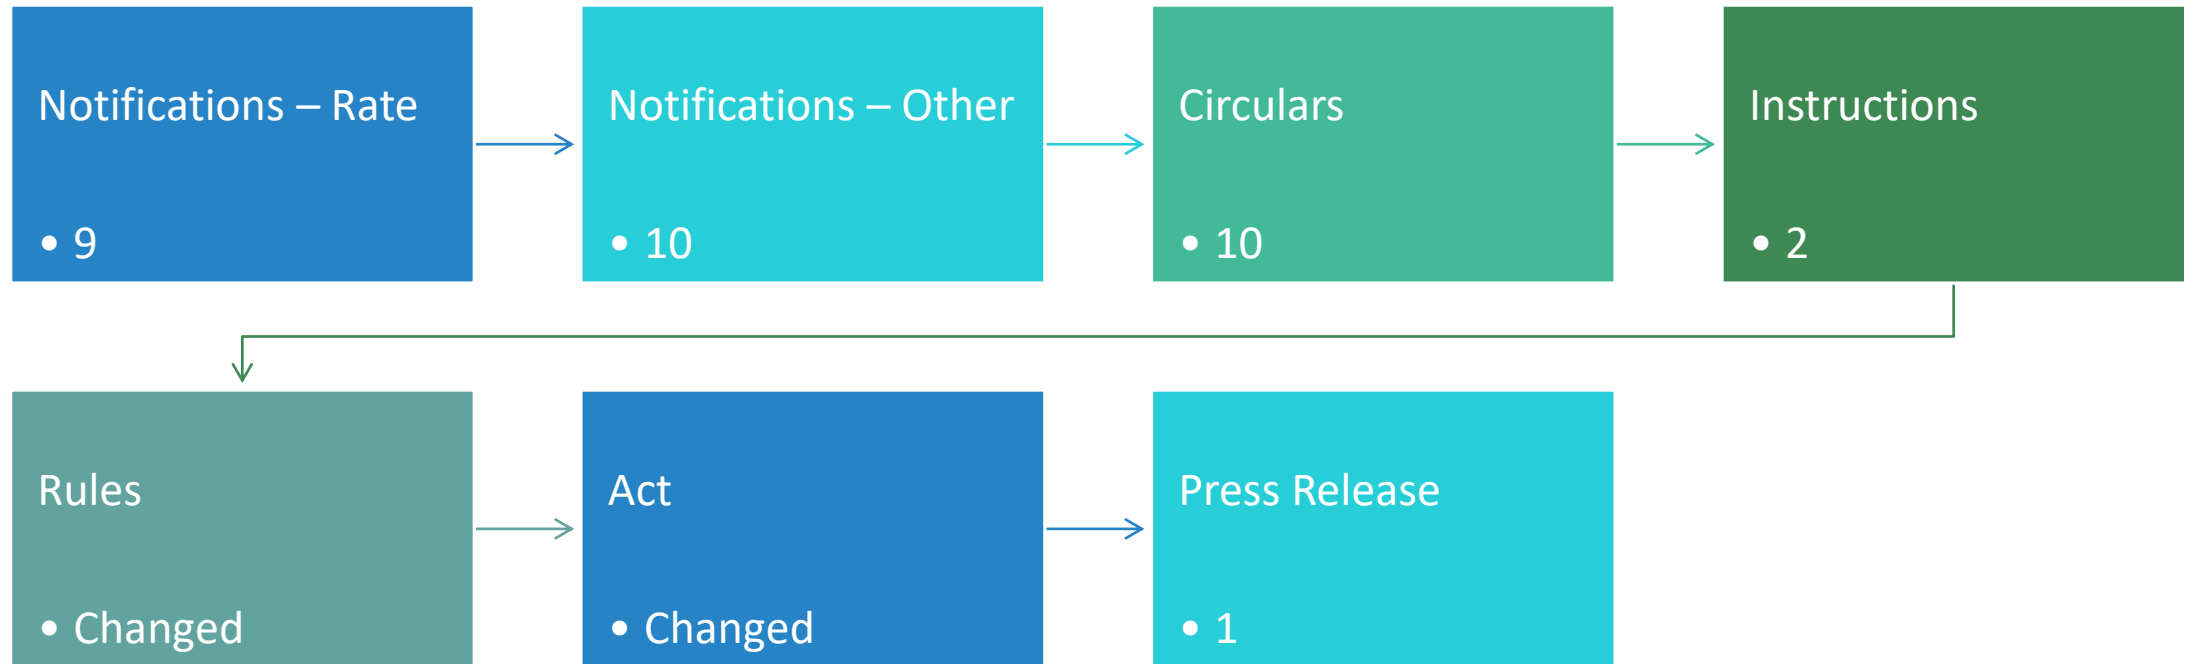 Notifications – Rate
• 9
Notifications – Other
• 10
Circulars
• 10
Instructions
• 2
Rules
• Changed
Act
• Changed
Press Release
• 1